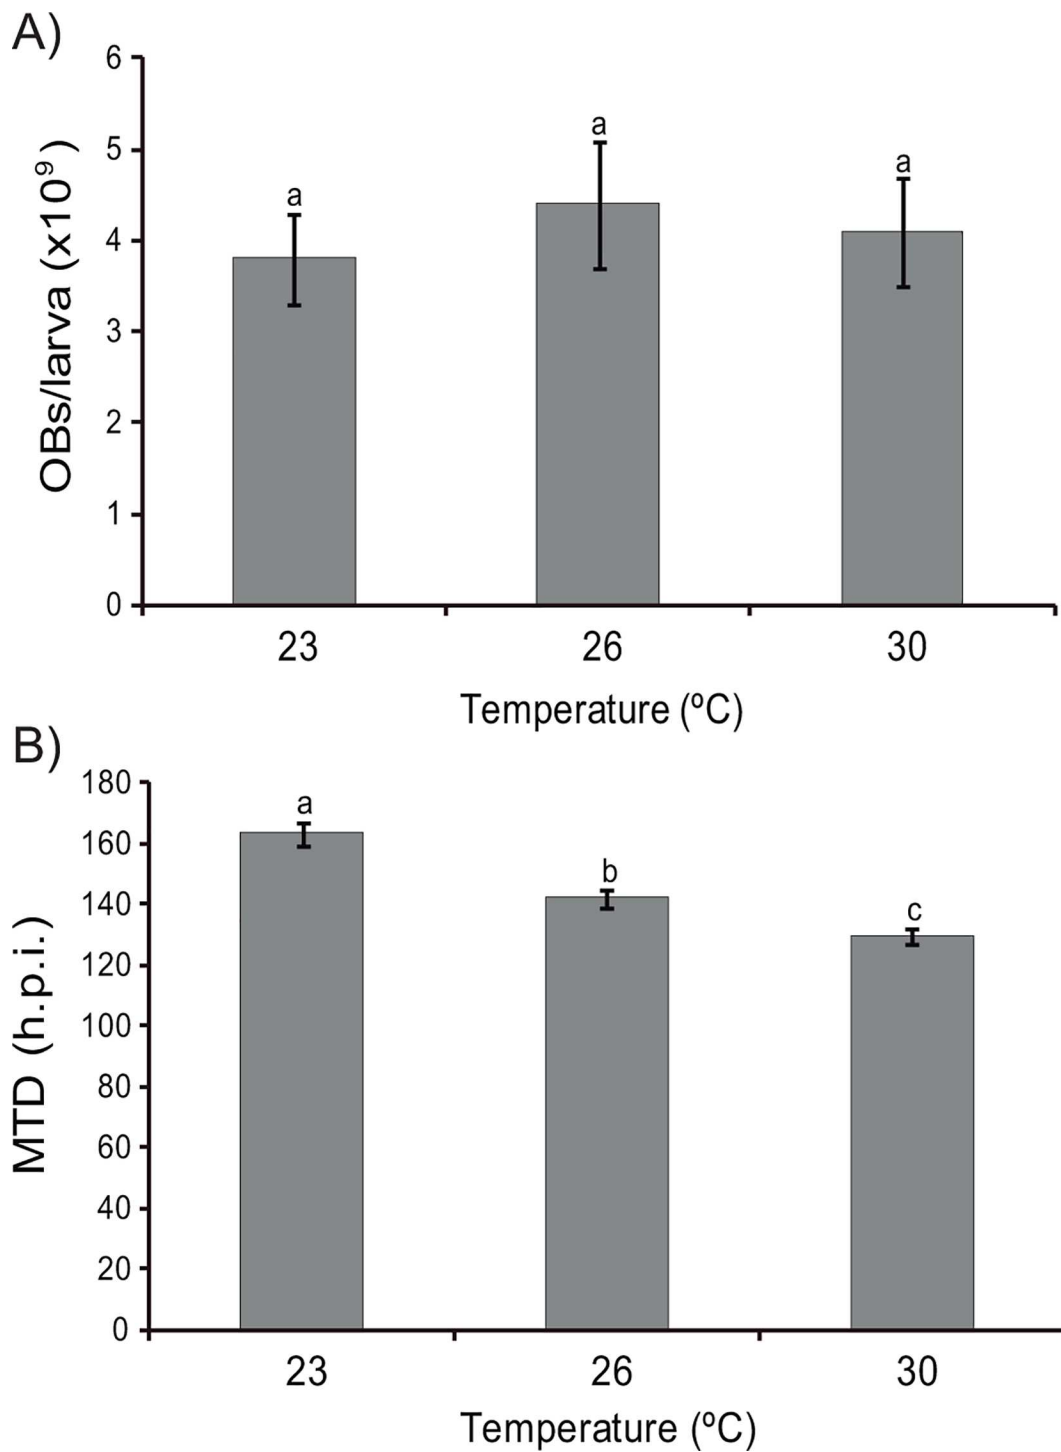 A)
OBs/larva (x10⁹)
6
5
4
3
2
1
0
a
a
a
23
26
30
Temperature (ºC)
B)
MTD (h.p.i.)
180
160
140
120
100
80
60
40
20
0
a
b
c
23
26
30
Temperature (ºC)